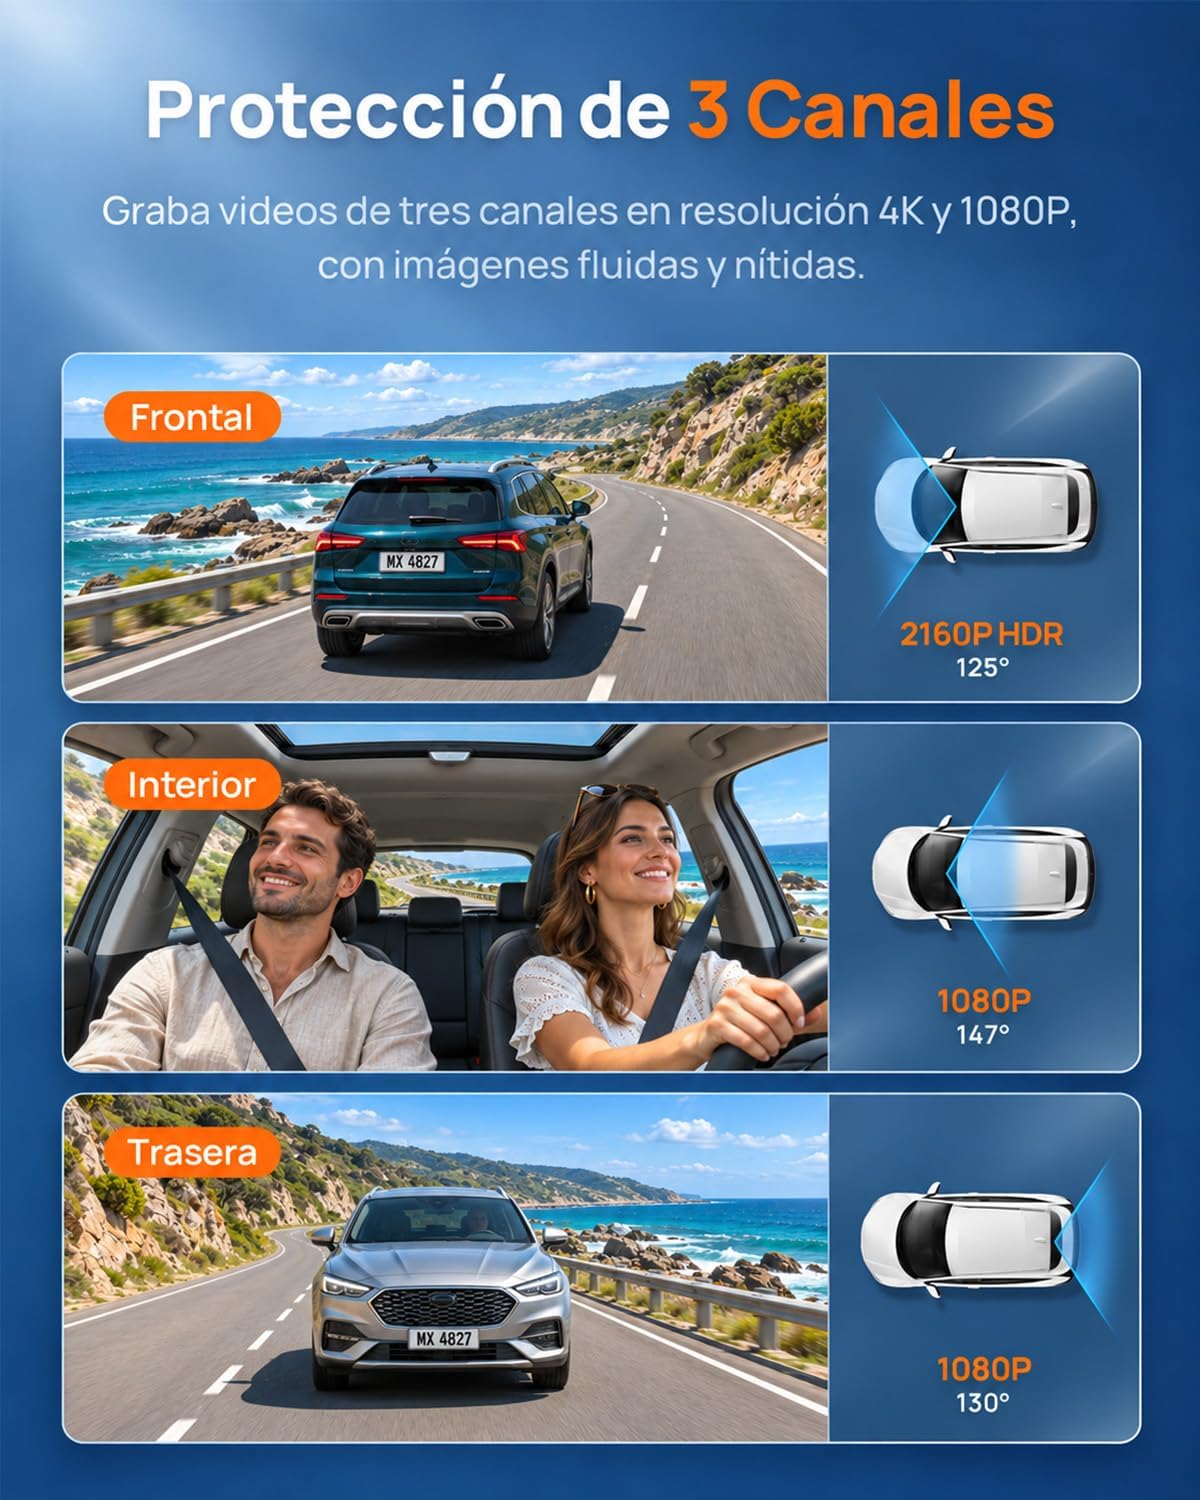 Protección de 3 Canales
Graba videos de tres canales en resolución 4K y 1080P,
con imágenes fluidas y nítidas.
Frontal
MX 4827
2160P HDR
125°
Interior
1080P
147°
Trasera
MX 4827
1080P
130°